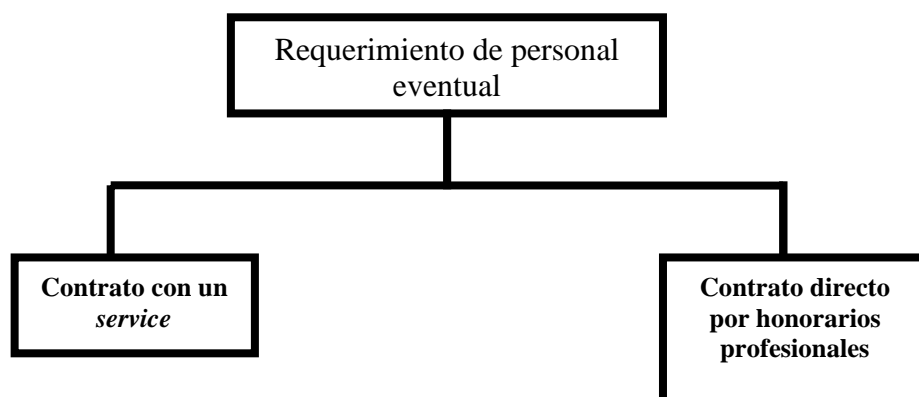 Requerimiento de personal
eventual
Contrato con un
service
Contrato directo
por honorarios
profesionales